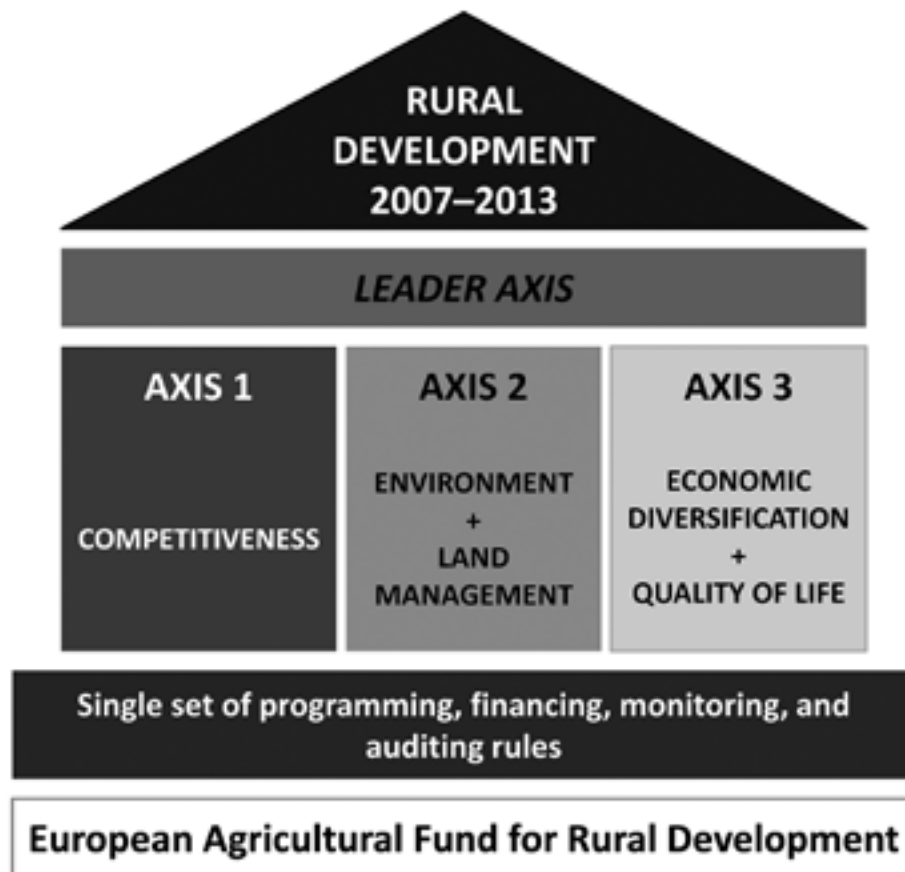 RURAL
DEVELOPMENT
2007–2013
LEADER AXIS
AXIS 1
COMPETITIVENESS
AXIS 2
ENVIRONMENT
+
LAND
MANAGEMENT
AXIS 3
ECONOMIC
DIVERSIFICATION
+
QUALITY OF LIFE
Single set of programming, financing, monitoring, and
auditing rules
European Agricultural Fund for Rural Development